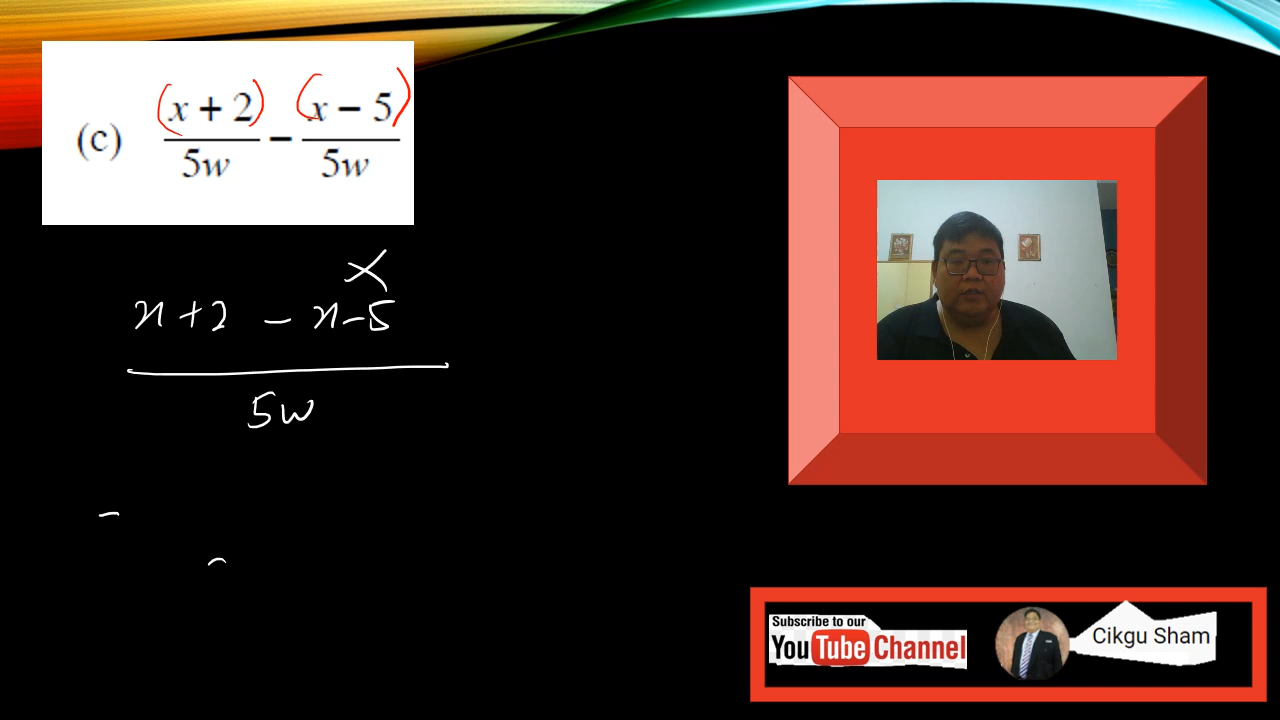 (c) (x + 2)/5w − (x − 5)/5w
x
x + 2 − x − 5
5w
−
Subscribe to our
YouTube Channel
Cikgu Sham